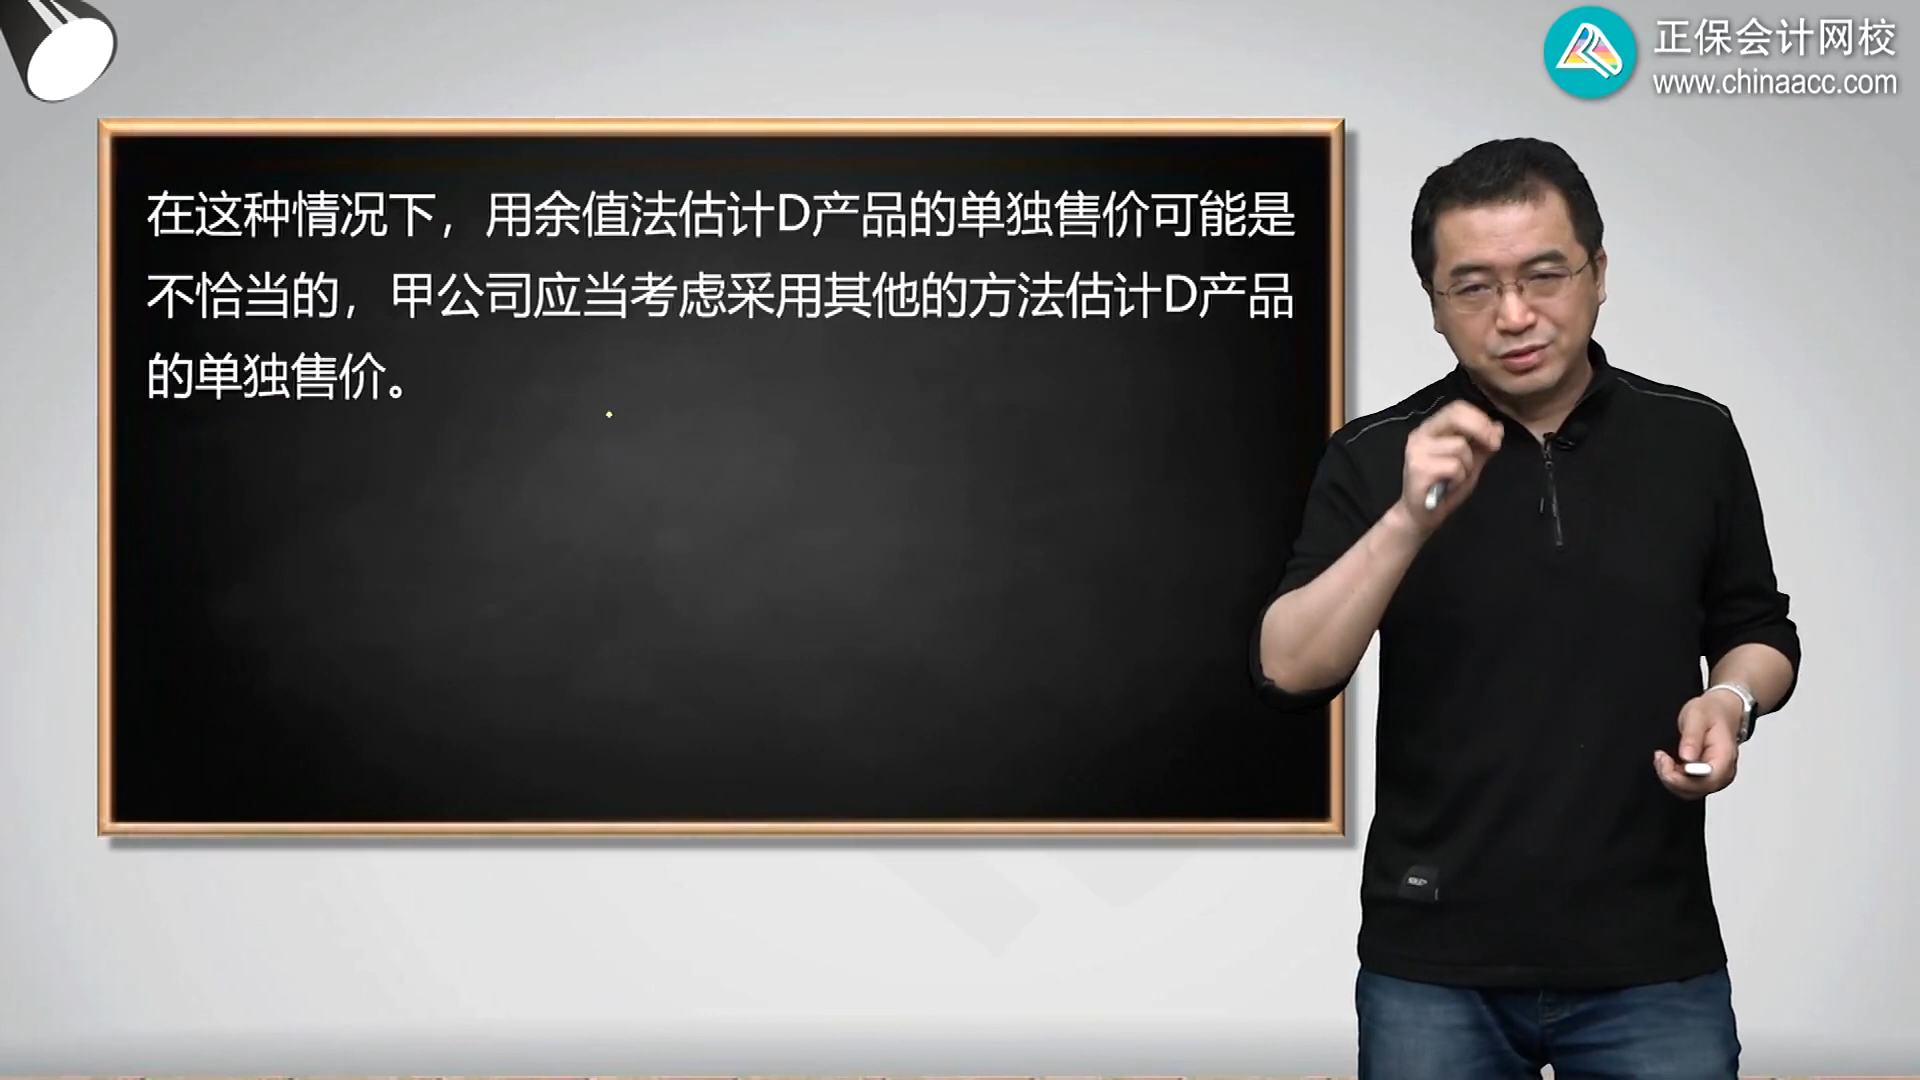 正保会计网校
www.chinaacc.com
在这种情况下，用余值法估计D产品的单独售价可能是
不恰当的，甲公司应当考虑采用其他的方法估计D产品
的单独售价。